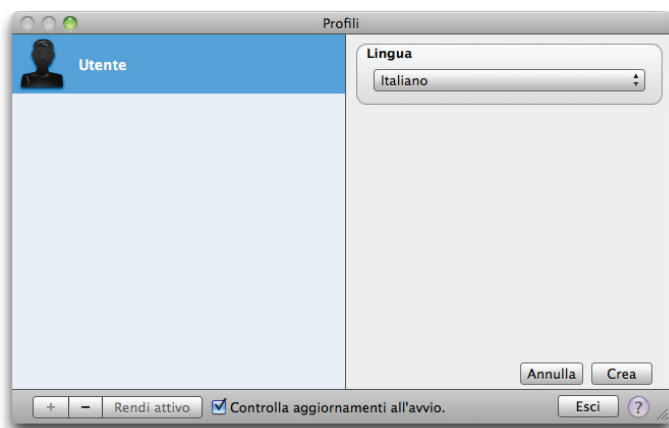 Profili
Utente
Lingua
Italiano
Annulla Crea
+ − Rendi attivo Controlla aggiornamenti all'avvio. Esci ?